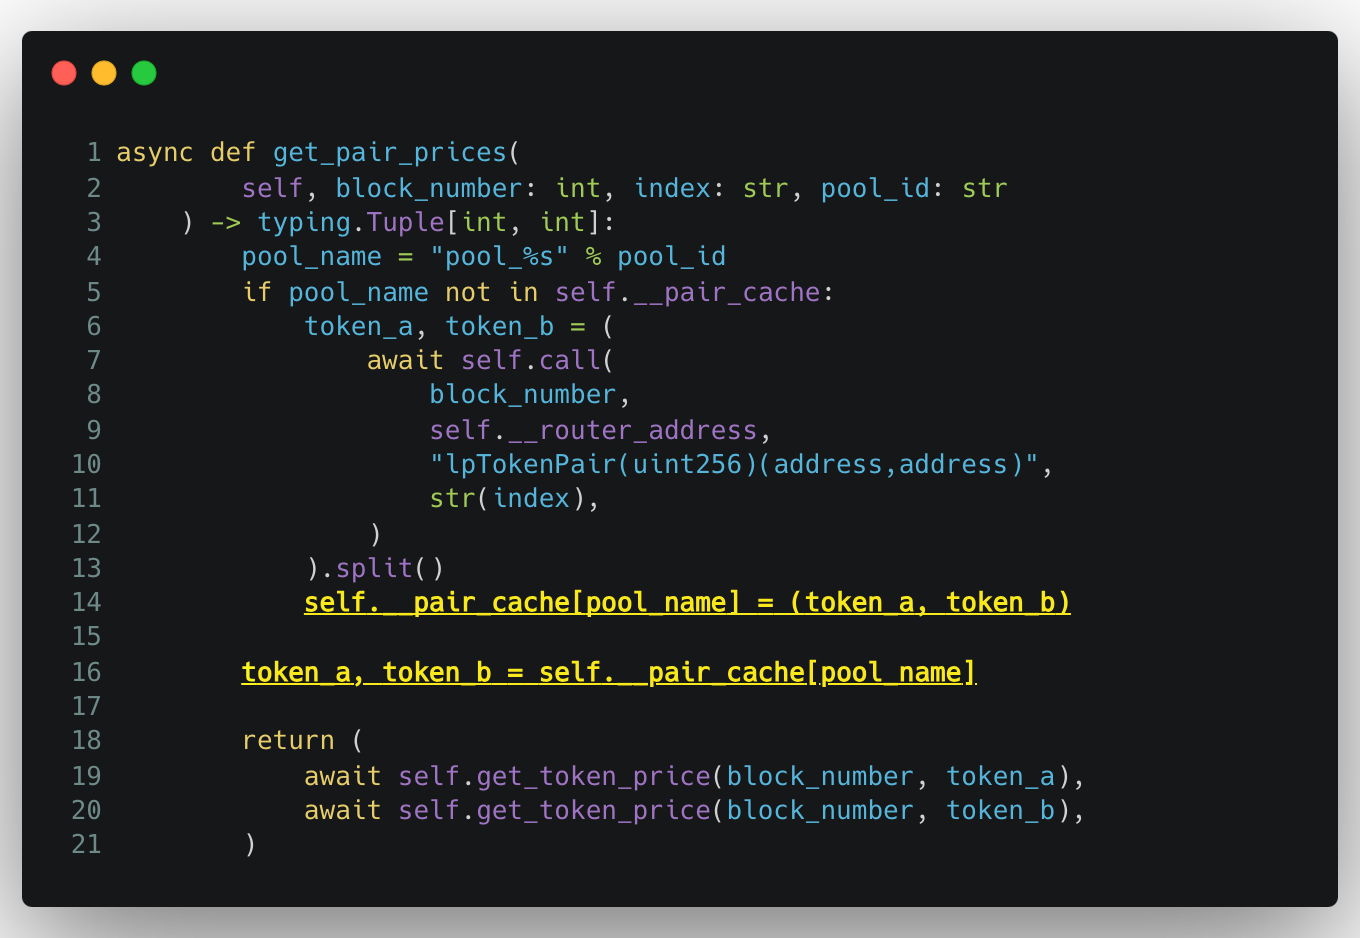 1 async def get_pair_prices(
2         self, block_number: int, index: str, pool_id: str
3     ) -> typing.Tuple[int, int]:
4         pool_name = "pool_%s" % pool_id
5         if pool_name not in self.__pair_cache:
6             token_a, token_b = (
7                 await self.call(
8                     block_number,
9                     self.__router_address,
10                     "lpTokenPair(uint256)(address,address)",
11                     str(index),
12                 )
13             ).split()
14             self.__pair_cache[pool_name] = (token_a, token_b)
15
16         token_a, token_b = self.__pair_cache[pool_name]
17
18         return (
19             await self.get_token_price(block_number, token_a),
20             await self.get_token_price(block_number, token_b),
21         )